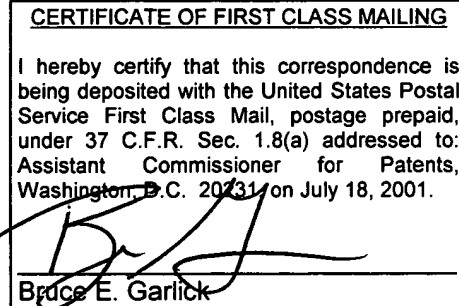 CERTIFICATE OF FIRST CLASS MAILING
I hereby certify that this correspondence is
being deposited with the United States Postal
Service First Class Mail, postage prepaid,
under 37 C.F.R. Sec. 1.8(a) addressed to:
Assistant Commissioner for Patents,
Washington, D.C. 20231 on July 18, 2001.
Bruce E. Garlick